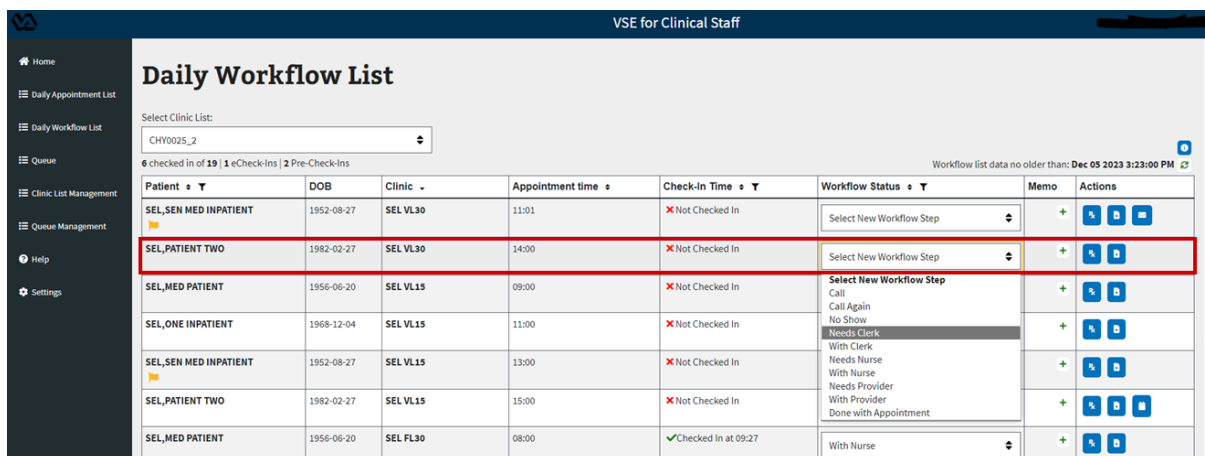 VSE for Clinical Staff
Home
Daily Appointment List
Daily Workflow List
Queue
Clinic List Management
Queue Management
Help
Settings
Daily Workflow List
Select Clinic List:
CHY0025_2
6 checked in of 19 | 1 eCheck-Ins | 2 Pre-Check-Ins
Workflow list data no older than: Dec 05 2023 3:23:00 PM
Patient DOB Clinic Appointment time Check-In Time Workflow Status Memo Actions
SEL,SEN MED INPATIENT 1952-08-27 SEL VL30 11:01 Not Checked In Select New Workflow Step +
SEL,PATIENT TWO 1982-02-27 SEL VL30 14:00 Not Checked In Select New Workflow Step +
SEL,MED PATIENT 1956-06-20 SEL VL15 09:00 Not Checked In +
SEL,ONE INPATIENT 1968-12-04 SEL VL15 11:00 Not Checked In +
SEL,SEN MED INPATIENT 1952-08-27 SEL VL15 13:00 Not Checked In +
SEL,PATIENT TWO 1982-02-27 SEL VL15 15:00 Not Checked In +
SEL,MED PATIENT 1956-06-20 SEL FL30 08:00 Checked In at 09:27 With Nurse +
Select New Workflow Step
Call
Call Again
No Show
Needs Clerk
With Clerk
Needs Nurse
With Nurse
Needs Provider
With Provider
Done with Appointment